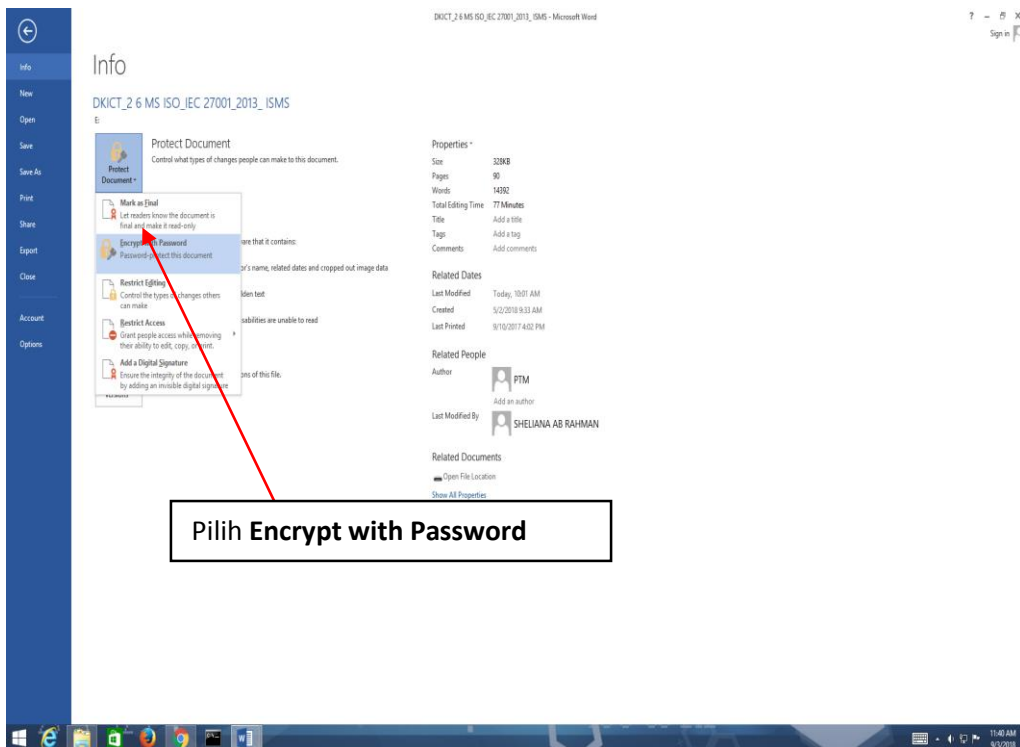 DKICT_2 6 MS ISO_IEC 27001_2013_ ISMS - Microsoft Word
Sign in
Info
New
Open
Save
Save As
Print
Share
Export
Close
Account
Options
Info
DKICT_2 6 MS ISO_IEC 27001_2013_ ISMS
E:
Protect Document
Protect Document
Control what types of changes people can make to this document.
Mark as Final
Let readers know the document is
final and make it read-only
Encrypt with Password
Password-protect this document
Restrict Editing
Control the types of changes others
can make
Restrict Access
Grant people access while removing
their ability to edit, copy, or print.
Add a Digital Signature
Ensure the integrity of the document
by adding an invisible digital signature
are that it contains:
or's name, related dates and cropped out image data
dden text
sabilities are unable to read
ons of this file.
Properties
Size 328KB
Pages 90
Words 14392
Total Editing Time 77 Minutes
Title Add a title
Tags Add a tag
Comments Add comments
Related Dates
Last Modified Today, 10:01 AM
Created 5/2/2018 9:33 AM
Last Printed 9/10/2017 4:02 PM
Related People
Author PTM
Add an author
Last Modified By SHELIANA AB RAHMAN
Related Documents
Open File Location
Show All Properties
Pilih Encrypt with Password
11:40 AM
9/3/2018